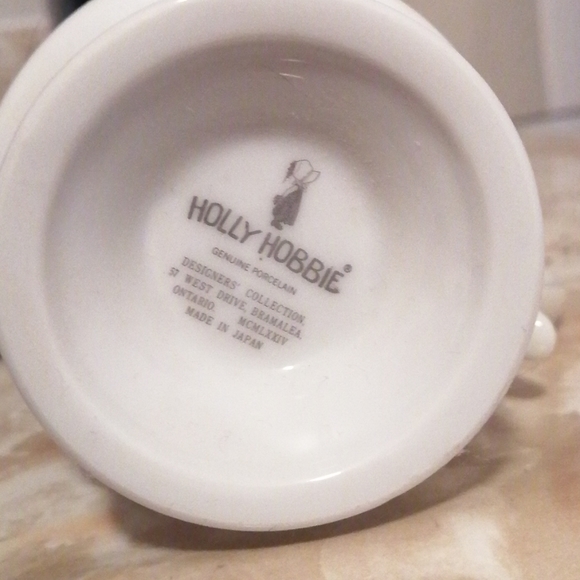 HOLLY HOBBIE®
GENUINE PORCELAIN
DESIGNERS' COLLECTION,
57 WEST DRIVE, BRAMALEA,
ONTARIO. MCMLXXIV
MADE IN JAPAN